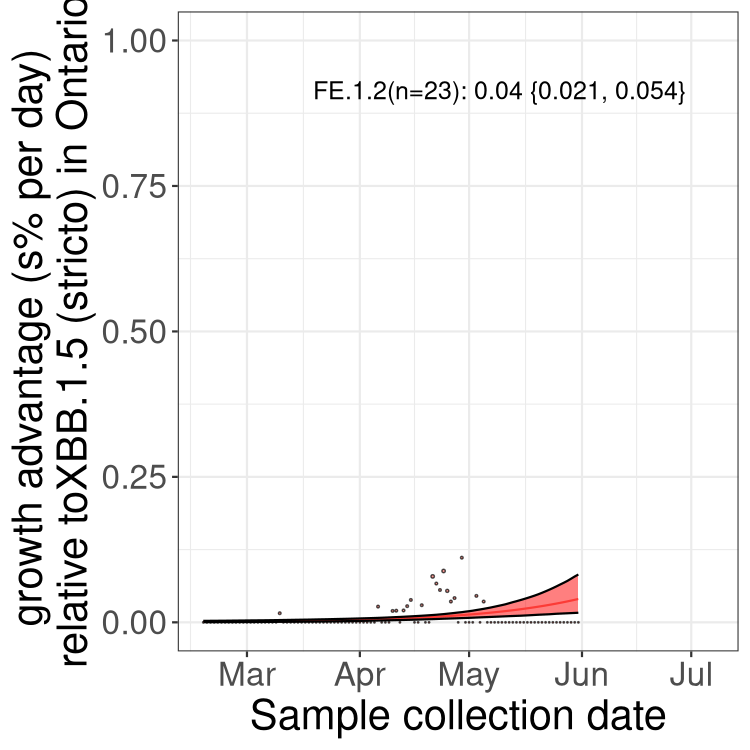 growth advantage (s% per day)
relative toXBB.1.5 (stricto) in Ontario
1.00
0.75
0.50
0.25
0.00
FE.1.2(n=23): 0.04 {0.021, 0.054}
Mar Apr May Jun Jul
Sample collection date